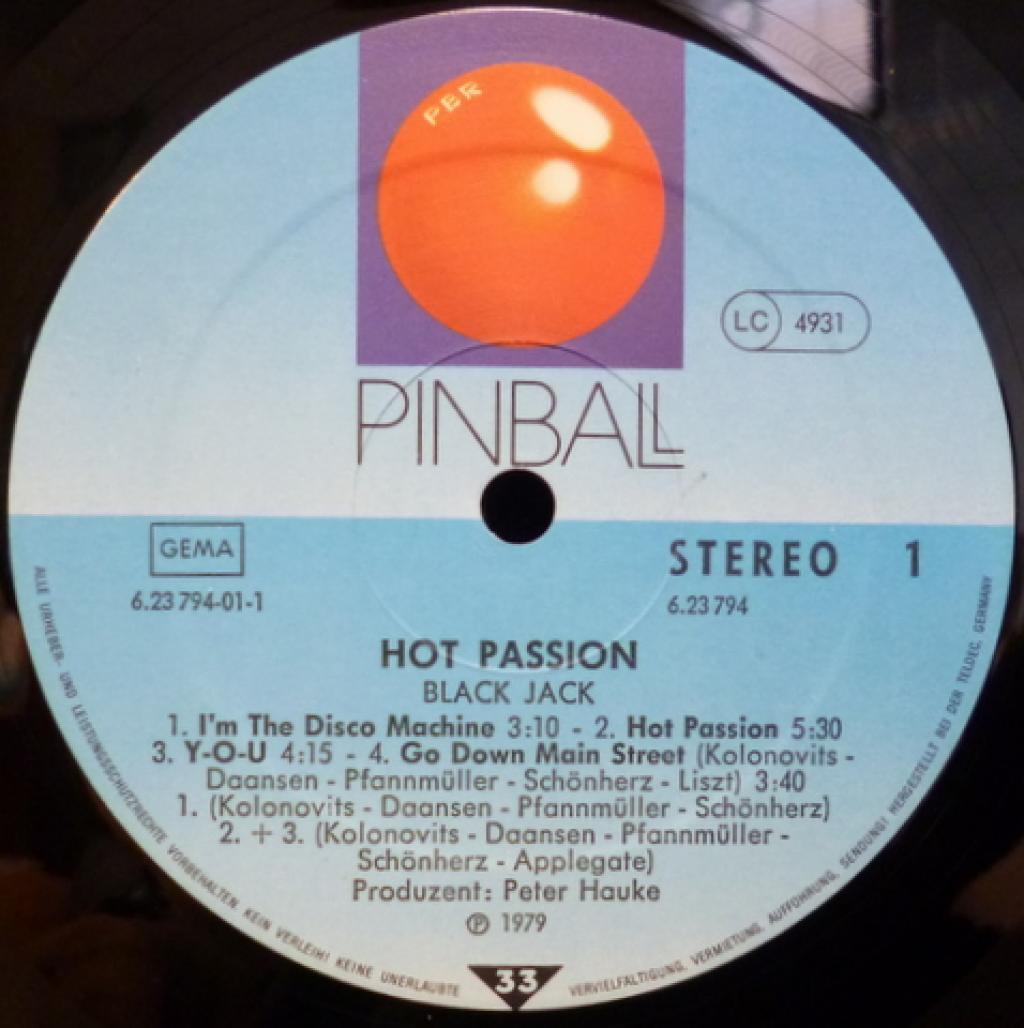 PBR
LC 4931
PINBALL
GEMA
STEREO 1
6.23 794-01-1
6.23 794
HOT PASSION
BLACK JACK
1. I'm The Disco Machine 3:10 - 2. Hot Passion 5:30
3. Y-O-U 4:15 - 4. Go Down Main Street (Kolonovits -
Daansen - Pfannmüller - Schönherz - Liszt) 3:40
1. (Kolonovits - Daansen - Pfannmüller - Schönherz)
2. + 3. (Kolonovits - Daansen - Pfannmüller -
Schönherz - Applegate)
Produzent: Peter Hauke
℗ 1979
33
ALLE URHEBER- UND LEISTUNGSSCHUTZRECHTE VORBEHALTEN. KEIN VERLEIH! KEINE UNERLAUBTE VERVIELFÄLTIGUNG, VERMIETUNG, AUFFÜHRUNG, SENDUNG! HERGESTELLT BEI DER TELDEC, GERMANY